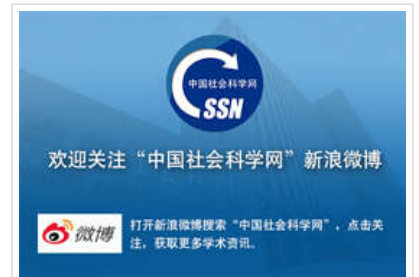 中国社会科学网
CSSN
欢迎关注“中国社会科学网”新浪微博
微博
打开新浪微博搜索“中国社会科学网”，点击关
注，获取更多学术资讯。